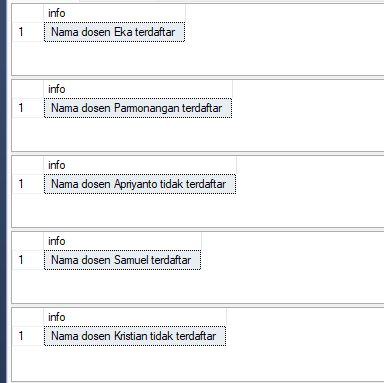 info
1 Nama dosen Eka terdaftar
info
1 Nama dosen Parmonangan terdaftar
info
1 Nama dosen Apriyanto tidak terdaftar
info
1 Nama dosen Samuel terdaftar
info
1 Nama dosen Kristian tidak terdaftar